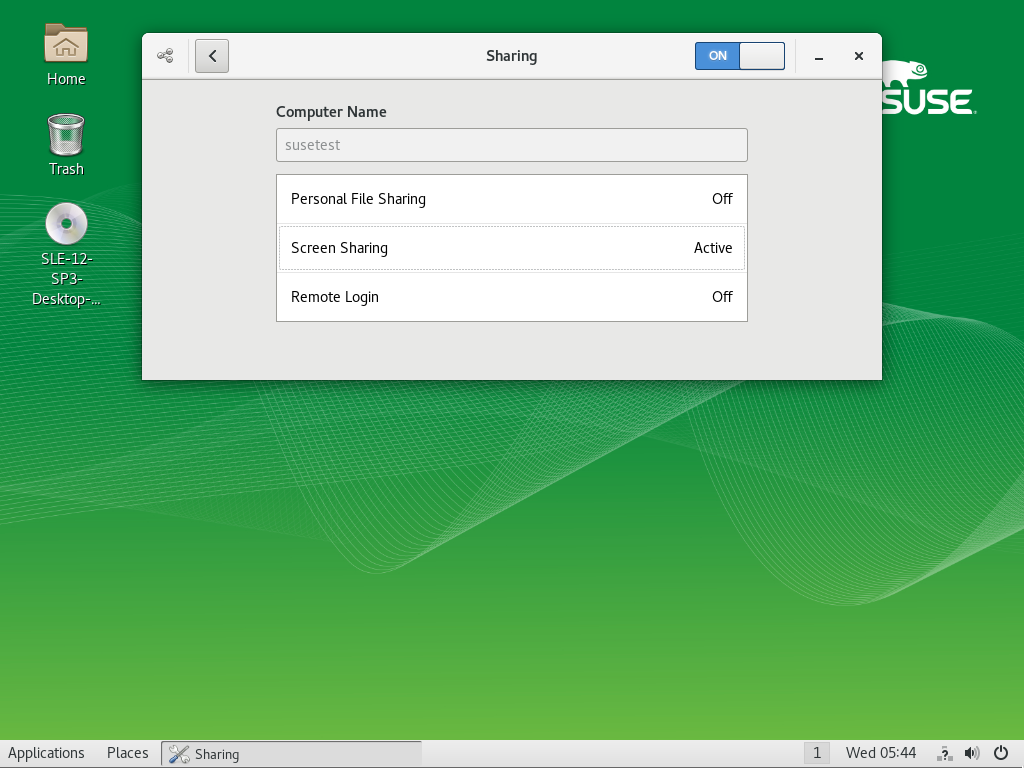 Home
Trash
SLE-12-
SP3-
Desktop-...
Sharing
ON
SUSE
Computer Name
susetest
Personal File Sharing Off
Screen Sharing Active
Remote Login Off
Applications Places Sharing 1 Wed 05:44